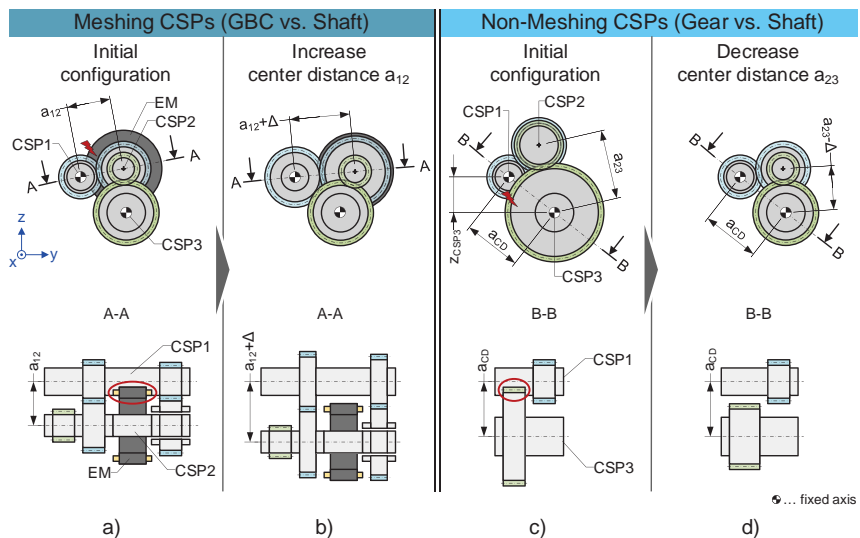 Meshing CSPs (GBC vs. Shaft)
Non-Meshing CSPs (Gear vs. Shaft)
Initial
configuration
Increase
center distance a12
Initial
configuration
Decrease
center distance a23
a12
EM
CSP2
CSP1
A
A
CSP3
z
x
y
a12+Δ
A
A
CSP1
CSP2
B
B
a23
zCSP3
aCD
CSP3
B
B
a23-Δ
aCD
A-A
A-A
B-B
B-B
a12
CSP1
EM
CSP2
a12+Δ
aCD
CSP1
CSP3
aCD
... fixed axis
a)
b)
c)
d)